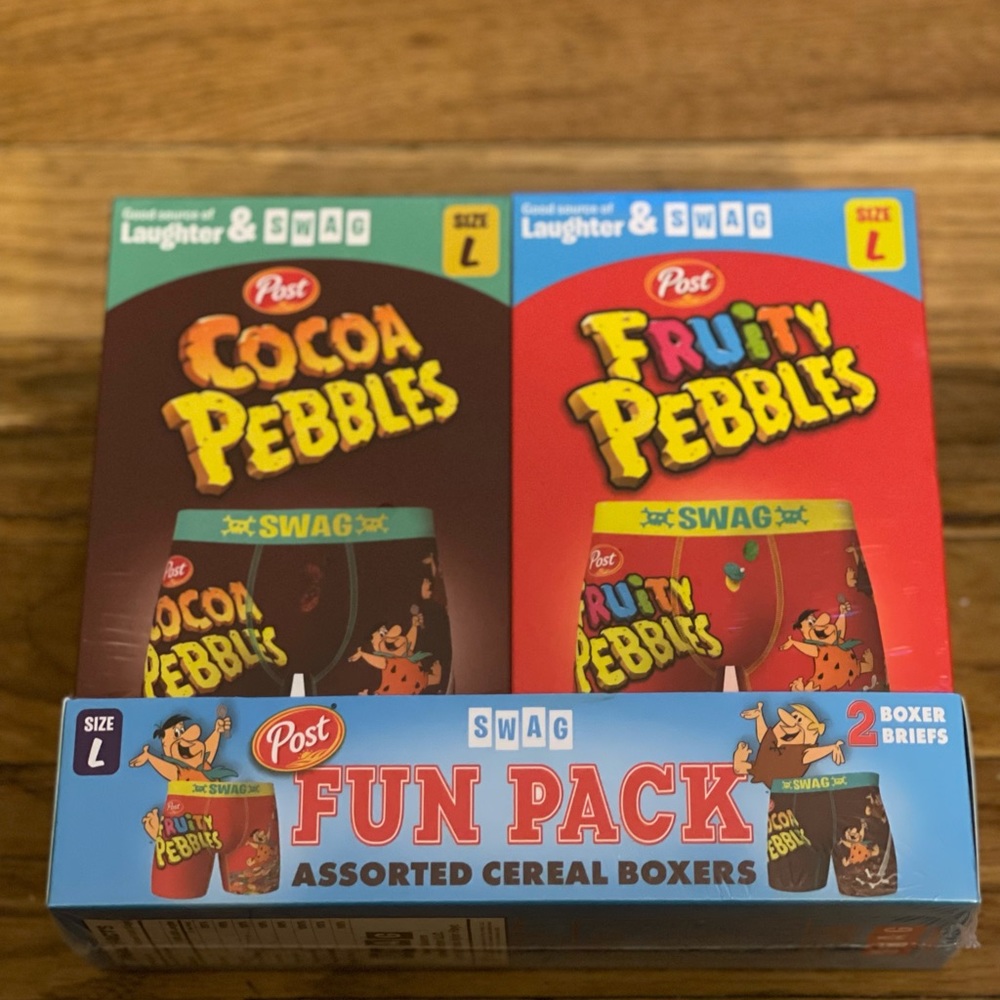 Good source of
Laughter & SWAG
SIZE
L
Post
COCOA
PEBBLES
SWAG
Post
COCOA
PEBBLES
Good source of
Laughter & SWAG
SIZE
L
Post
FRUITY
PEBBLES
SWAG
Post
FRUITY
PEBBLES
SIZE
L
Post
SWAG
2 BOXER
BRIEFS
FUN PACK
ASSORTED CEREAL BOXERS
SWAG
Post
FRUITY
PEBBLES
SWAG